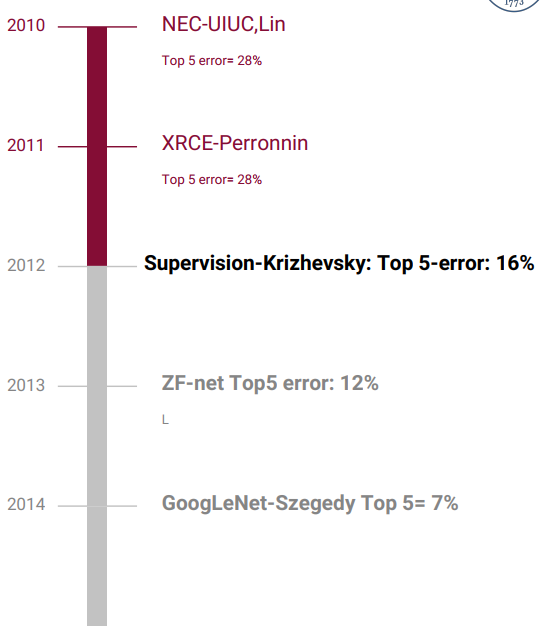 1773
2010 NEC-UIUC,Lin
Top 5 error= 28%
2011 XRCE-Perronnin
Top 5 error= 28%
2012 Supervision-Krizhevsky: Top 5-error: 16%
2013 ZF-net Top5 error: 12%
L
2014 GoogLeNet-Szegedy Top 5= 7%